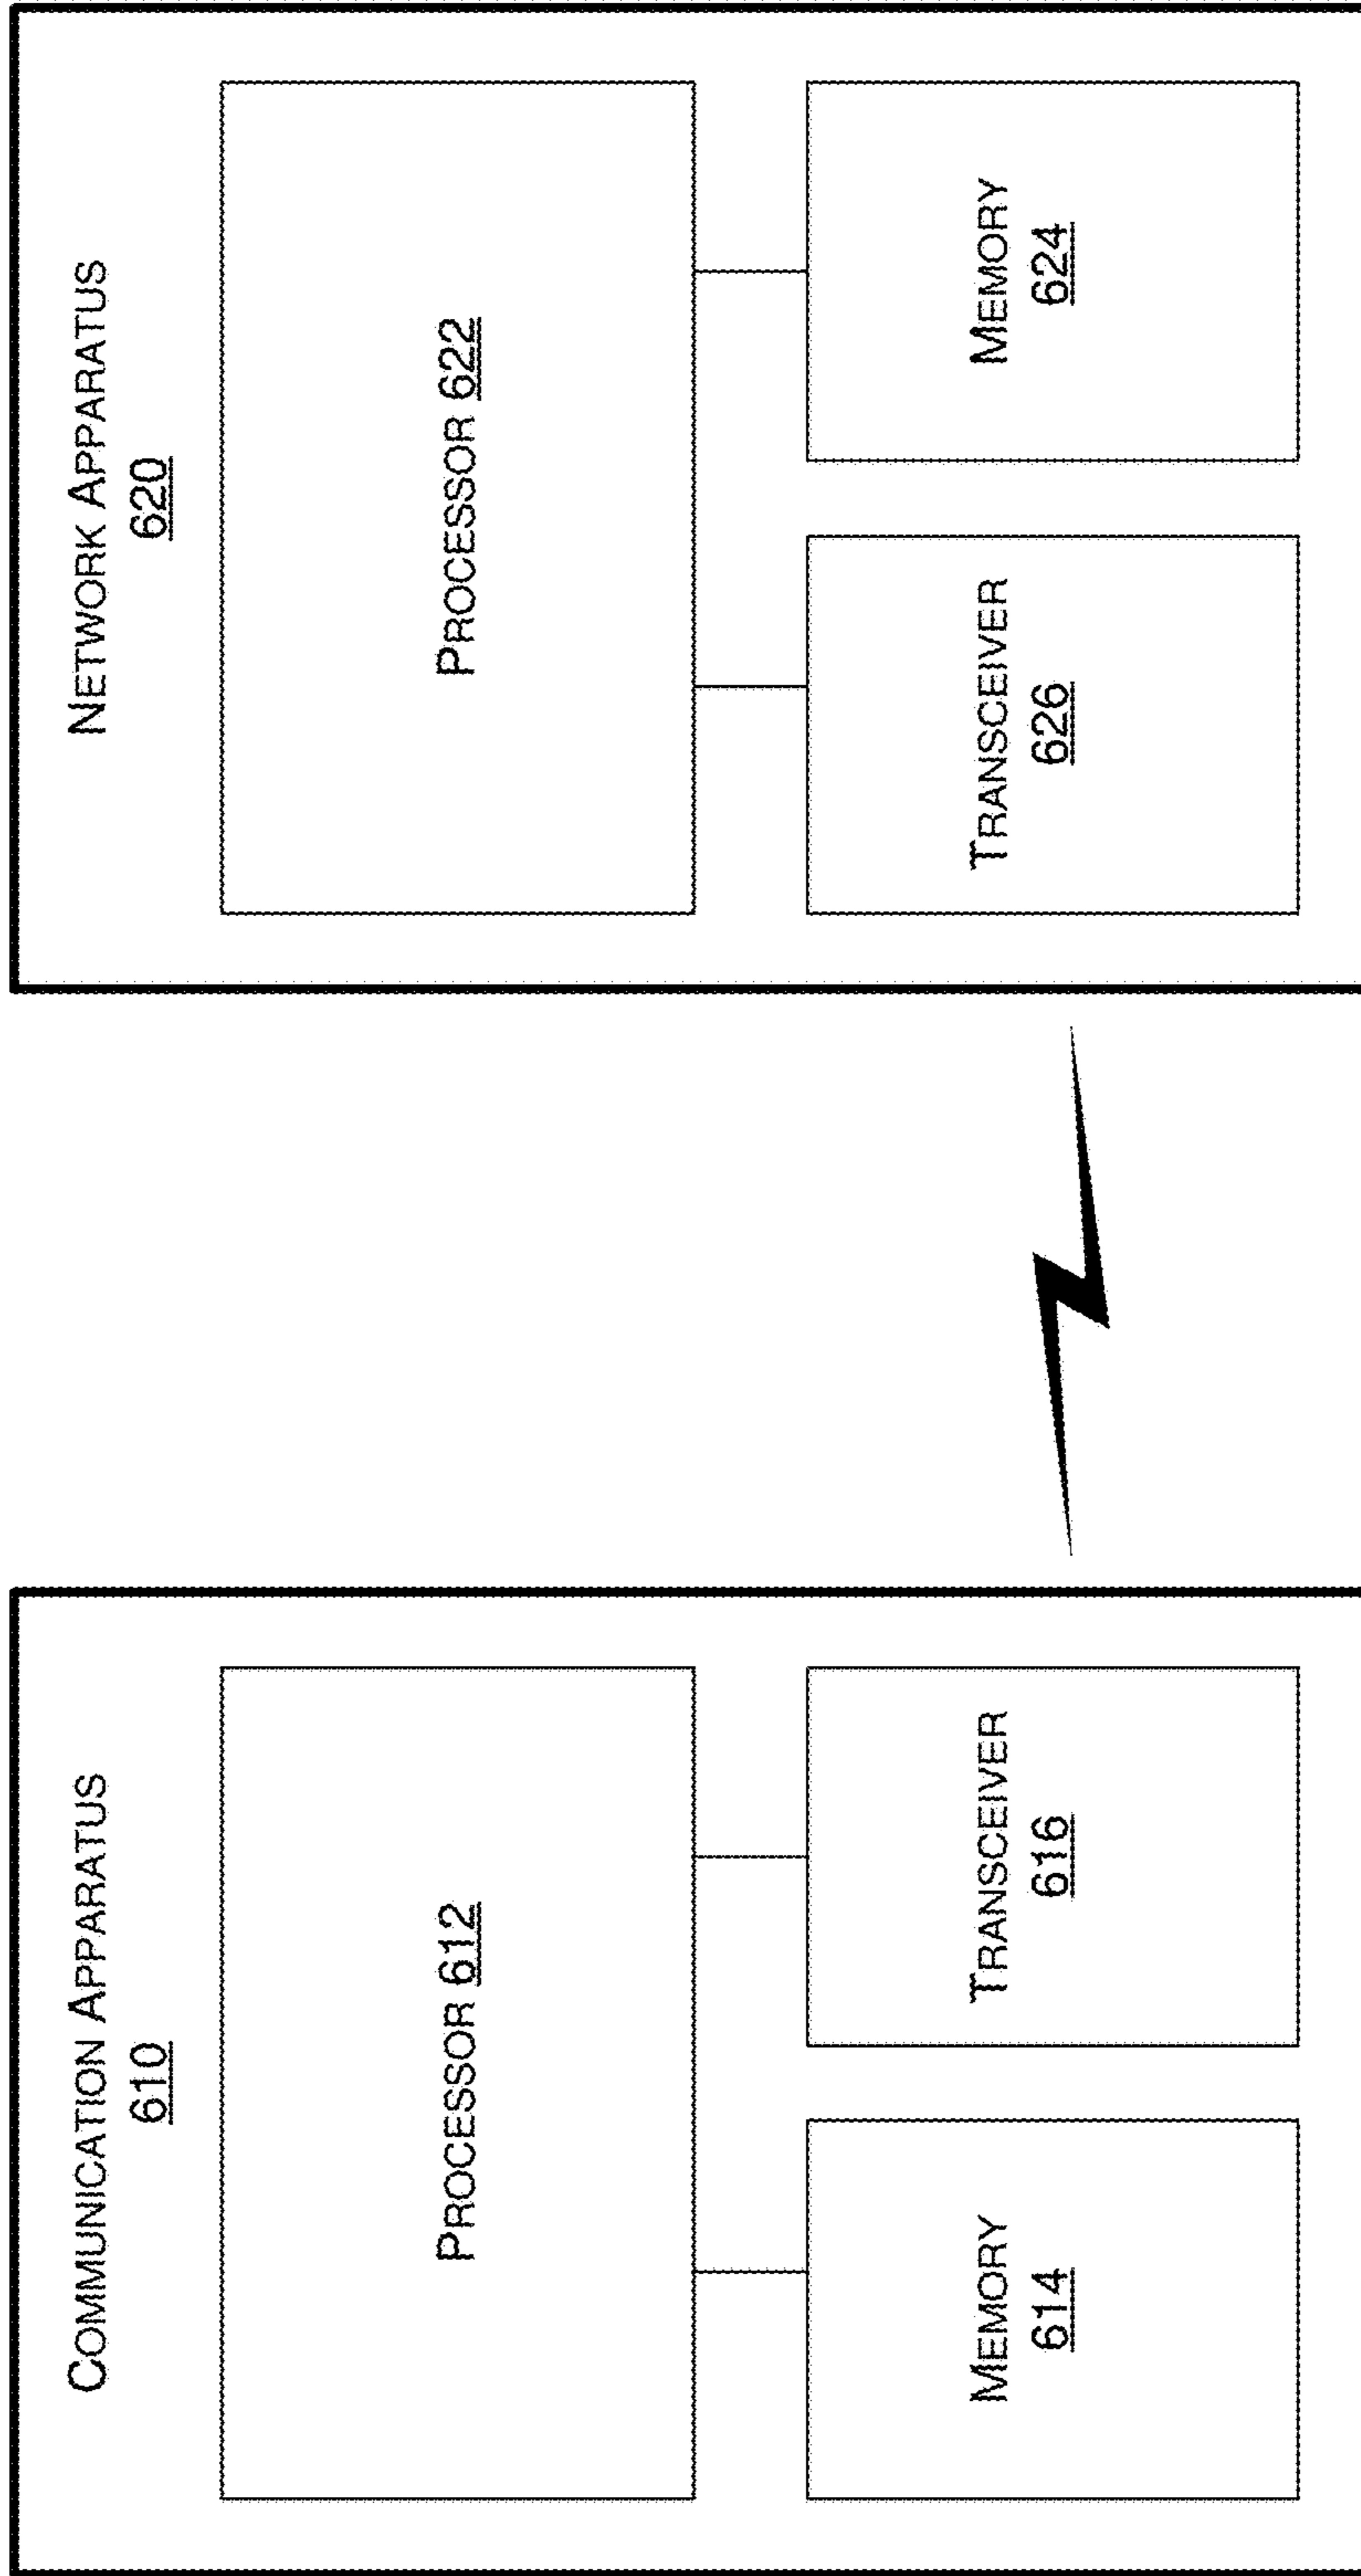 COMMUNICATION APPARATUS
610
PROCESSOR 612
MEMORY
614
TRANSCEIVER
616
NETWORK APPARATUS
620
PROCESSOR 622
TRANSCEIVER
626
MEMORY
624